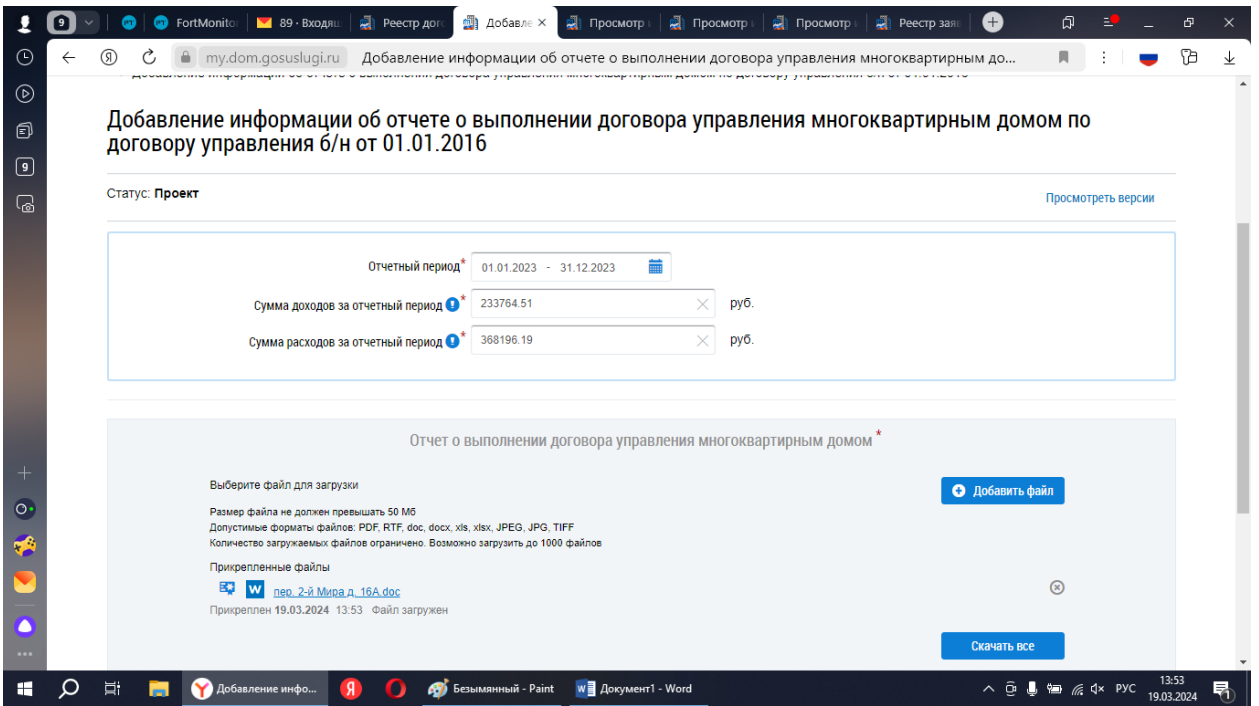 9
FortMonitor
89 · Входящ
Реестр дого
Добавле
Просмотр
Просмотр
Просмотр
Реестр заяв
my.dom.gosuslugi.ru Добавление информации об отчете о выполнении договора управления многоквартирным до...
9
Добавление информации об отчете о выполнении договора управления многоквартирным домом по
договору управления б/н от 01.01.2016
Статус: Проект
Просмотреть версии
Отчетный период* 01.01.2023 - 31.12.2023
Сумма доходов за отчетный период * 233764.51 руб.
Сумма расходов за отчетный период * 368196.19 руб.
Отчет о выполнении договора управления многоквартирным домом *
Выберите файл для загрузки
Добавить файл
Размер файла не должен превышать 50 Мб
Допустимые форматы файлов: PDF, RTF, doc, docx, xls, xlsx, JPEG, JPG, TIFF
Количество загружаемых файлов ограничено. Возможно загрузить до 1000 файлов
Прикрепленные файлы
пер. 2-й Мира д. 16А.doc
Прикреплен 19.03.2024 13:53 Файл загружен
Скачать все
Добавление инфо...
Безымянный - Paint
Документ1 - Word
РУС
13:53
19.03.2024